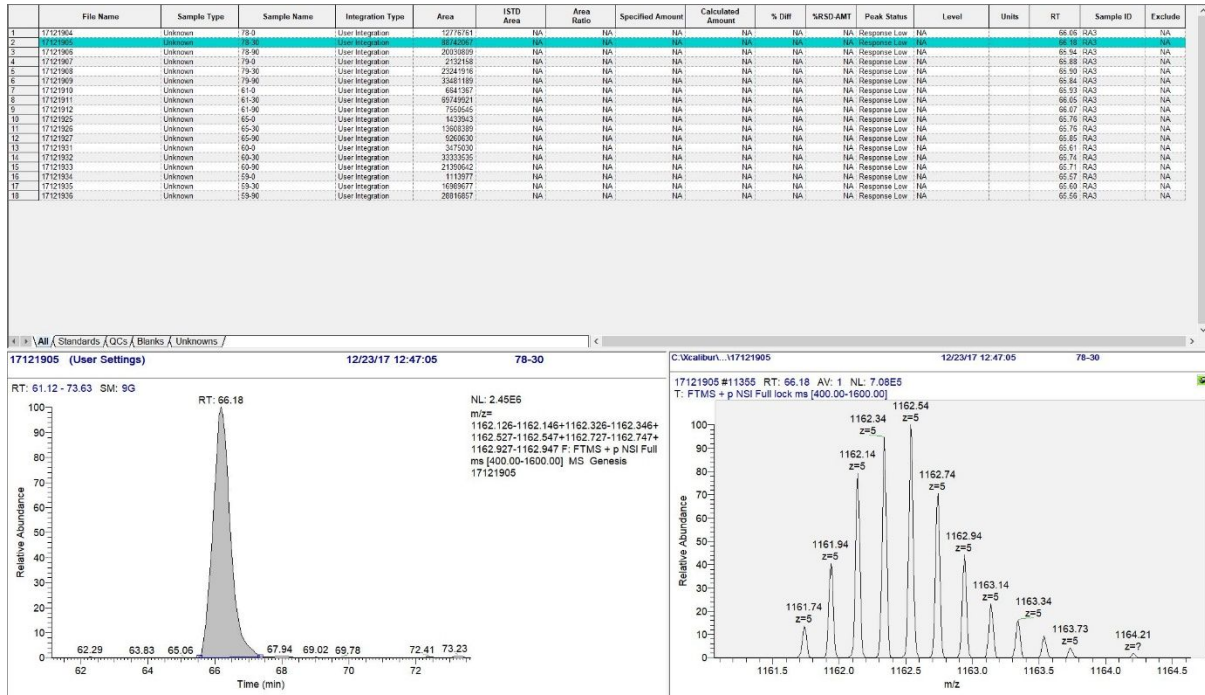 File Name Sample Type Sample Name Integration Type Area ISTD Area Area Ratio Specified Amount Calculated Amount % Diff %RSD-AMT Peak Status Level Units RT Sample ID Exclude
1 17121904 Unknown 78-0 User Integration 12776761 NA NA NA NA NA NA Response Low NA 66.06 RA3 NA
2 17121905 Unknown 78-30 User Integration 88742067 NA NA NA NA NA NA Response Low NA 66.18 RA3 NA
3 17121906 Unknown 78-90 User Integration 20030809 NA NA NA NA NA NA Response Low NA 65.94 RA3 NA
4 17121907 Unknown 79-0 User Integration 2132158 NA NA NA NA NA NA Response Low NA 65.88 RA3 NA
5 17121908 Unknown 79-30 User Integration 23241916 NA NA NA NA NA NA Response Low NA 65.90 RA3 NA
6 17121909 Unknown 79-90 User Integration 33481189 NA NA NA NA NA NA Response Low NA 65.84 RA3 NA
7 17121910 Unknown 61-0 User Integration 6641367 NA NA NA NA NA NA Response Low NA 65.93 RA3 NA
8 17121911 Unknown 61-30 User Integration 69749921 NA NA NA NA NA NA Response Low NA 66.05 RA3 NA
9 17121912 Unknown 61-90 User Integration 7550545 NA NA NA NA NA NA Response Low NA 66.07 RA3 NA
10 17121925 Unknown 65-0 User Integration 1433943 NA NA NA NA NA NA Response Low NA 65.76 RA3 NA
11 17121926 Unknown 65-30 User Integration 13608389 NA NA NA NA NA NA Response Low NA 65.76 RA3 NA
12 17121927 Unknown 65-90 User Integration 9260630 NA NA NA NA NA NA Response Low NA 65.85 RA3 NA
13 17121931 Unknown 60-0 User Integration 3475030 NA NA NA NA NA NA Response Low NA 65.61 RA3 NA
14 17121932 Unknown 60-30 User Integration 33333535 NA NA NA NA NA NA Response Low NA 65.74 RA3 NA
15 17121933 Unknown 60-90 User Integration 21390642 NA NA NA NA NA NA Response Low NA 65.71 RA3 NA
16 17121934 Unknown 59-0 User Integration 1113977 NA NA NA NA NA NA Response Low NA 65.57 RA3 NA
17 17121935 Unknown 59-30 User Integration 16989677 NA NA NA NA NA NA Response Low NA 65.60 RA3 NA
18 17121936 Unknown 59-90 User Integration 28816857 NA NA NA NA NA NA Response Low NA 65.56 RA3 NA
All Standards QCs Blanks Unknowns
17121905 (User Settings) 12/23/17 12:47:05 78-30
RT: 61.12 - 73.63 SM: 9G
RT: 66.18
NL: 2.45E6
m/z=
1162.126-1162.146+1162.326-1162.346+
1162.527-1162.547+1162.727-1162.747+
1162.927-1162.947 F: FTMS + p NSI Full
ms [400.00-1600.00] MS Genesis
17121905
Relative Abundance
100
90
80
70
60
50
40
30
20
10
0
62.29 63.83 65.06 67.94 69.02 69.78 72.41 73.23
62 64 66 68 70 72
Time (min)
C:\Xcalibur\...\17121905 12/23/17 12:47:05 78-30
17121905 #11355 RT: 66.18 AV: 1 NL: 7.08E5
T: FTMS + p NSI Full lock ms [400.00-1600.00]
Relative Abundance
100
90
80
70
60
50
40
30
20
10
0
1161.74
z=5
1161.94
z=5
1162.14
z=5
1162.34
z=5
1162.54
z=5
1162.74
z=5
1162.94
z=5
1163.14
z=5
1163.34
z=5
1163.73
z=5
1164.21
z=?
1161.5 1162.0 1162.5 1163.0 1163.5 1164.0 1164.5
m/z